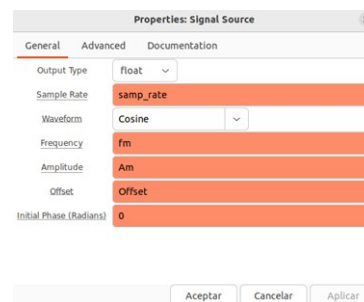 Properties: Signal Source
General Advanced Documentation
Output Type float
Sample Rate samp_rate
Waveform Cosine
Frequency fm
Amplitude Am
Offset Offset
Initial Phase (Radians) 0
Aceptar Cancelar Aplicar